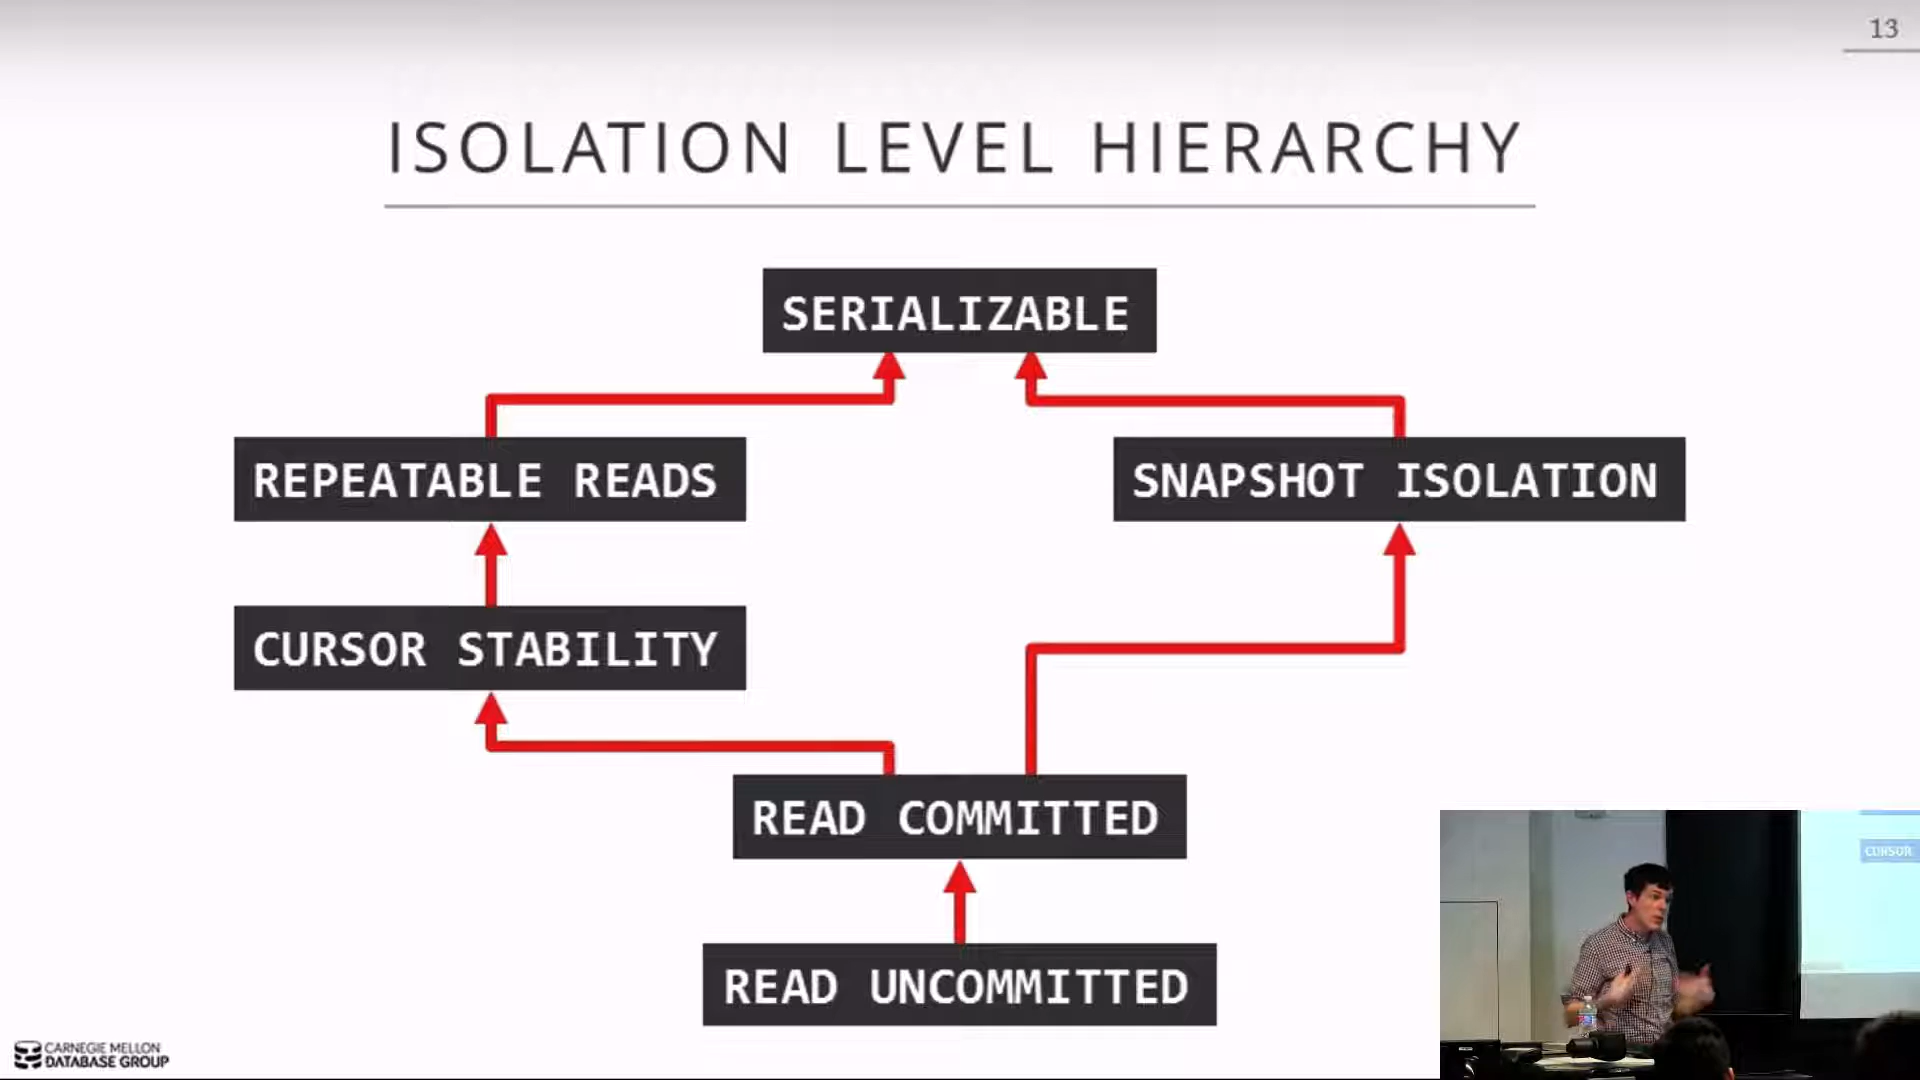 13
ISOLATION LEVEL HIERARCHY
SERIALIZABLE
REPEATABLE READS
SNAPSHOT ISOLATION
CURSOR STABILITY
READ COMMITTED
READ UNCOMMITTED
CARNEGIE MELLON
DATABASE GROUP
CURSOR